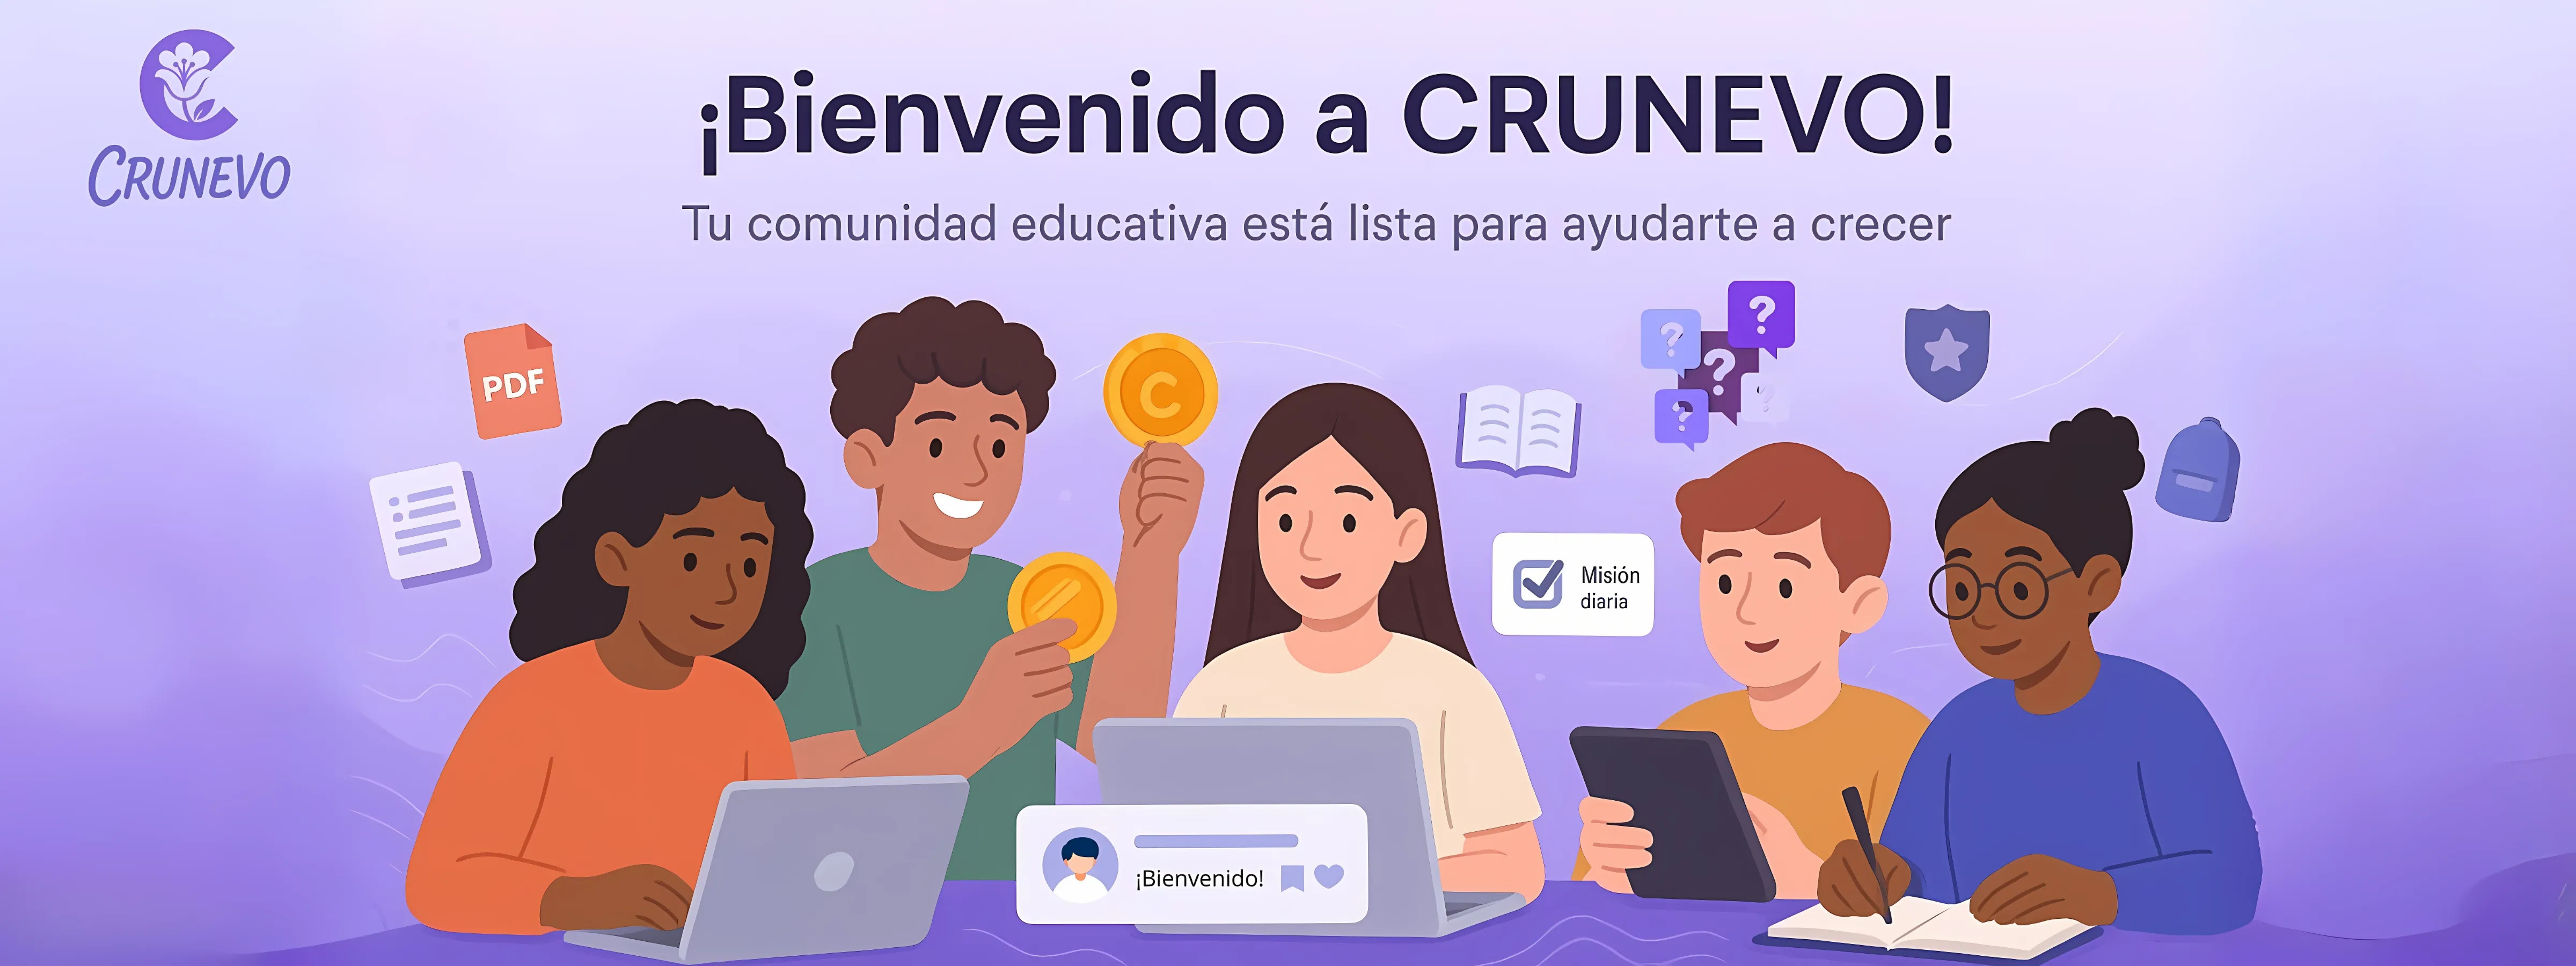 CRUNEVO
¡Bienvenido a CRUNEVO!
Tu comunidad educativa está lista para ayudarte a crecer
PDF
C
?
?
?
?
?
Misión
diaria
¡Bienvenido!